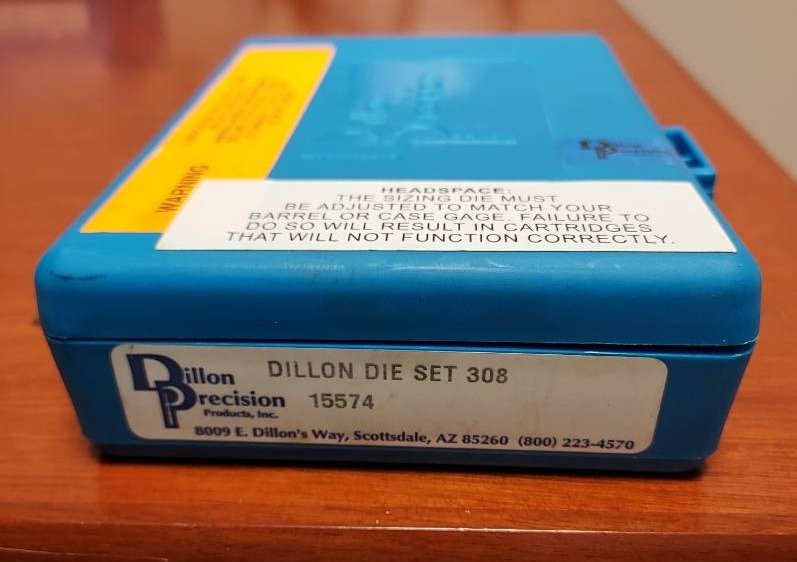 WARNING
Dillon
HEADSPACE:
THE SIZING DIE MUST
BE ADJUSTED TO MATCH YOUR
BARREL OR CASE GAGE. FAILURE TO
DO SO WILL RESULT IN CARTRIDGES
THAT WILL NOT FUNCTION CORRECTLY.
Dillon
Precision
Products, Inc.
DILLON DIE SET 308
15574
8009 E. Dillon's Way, Scottsdale, AZ 85260 (800) 223-4570